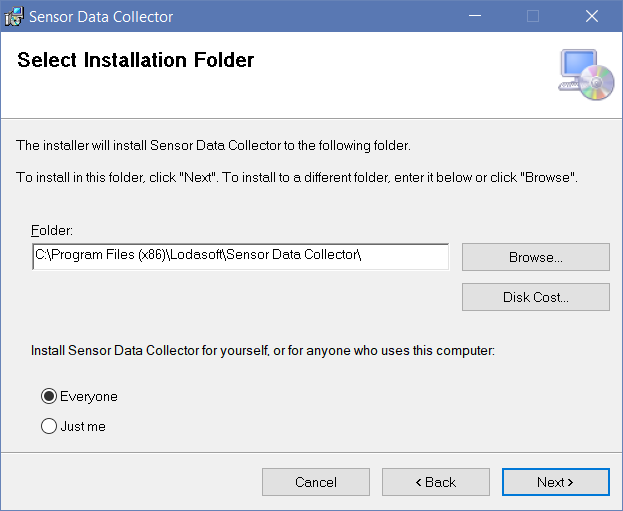 Sensor Data Collector
Select Installation Folder
The installer will install Sensor Data Collector to the following folder.
To install in this folder, click "Next". To install to a different folder, enter it below or click "Browse".
Folder:
C:\Program Files (x86)\Lodasoft\Sensor Data Collector\
Browse...
Disk Cost...
Install Sensor Data Collector for yourself, or for anyone who uses this computer:
Everyone
Just me
Cancel
< Back
Next >